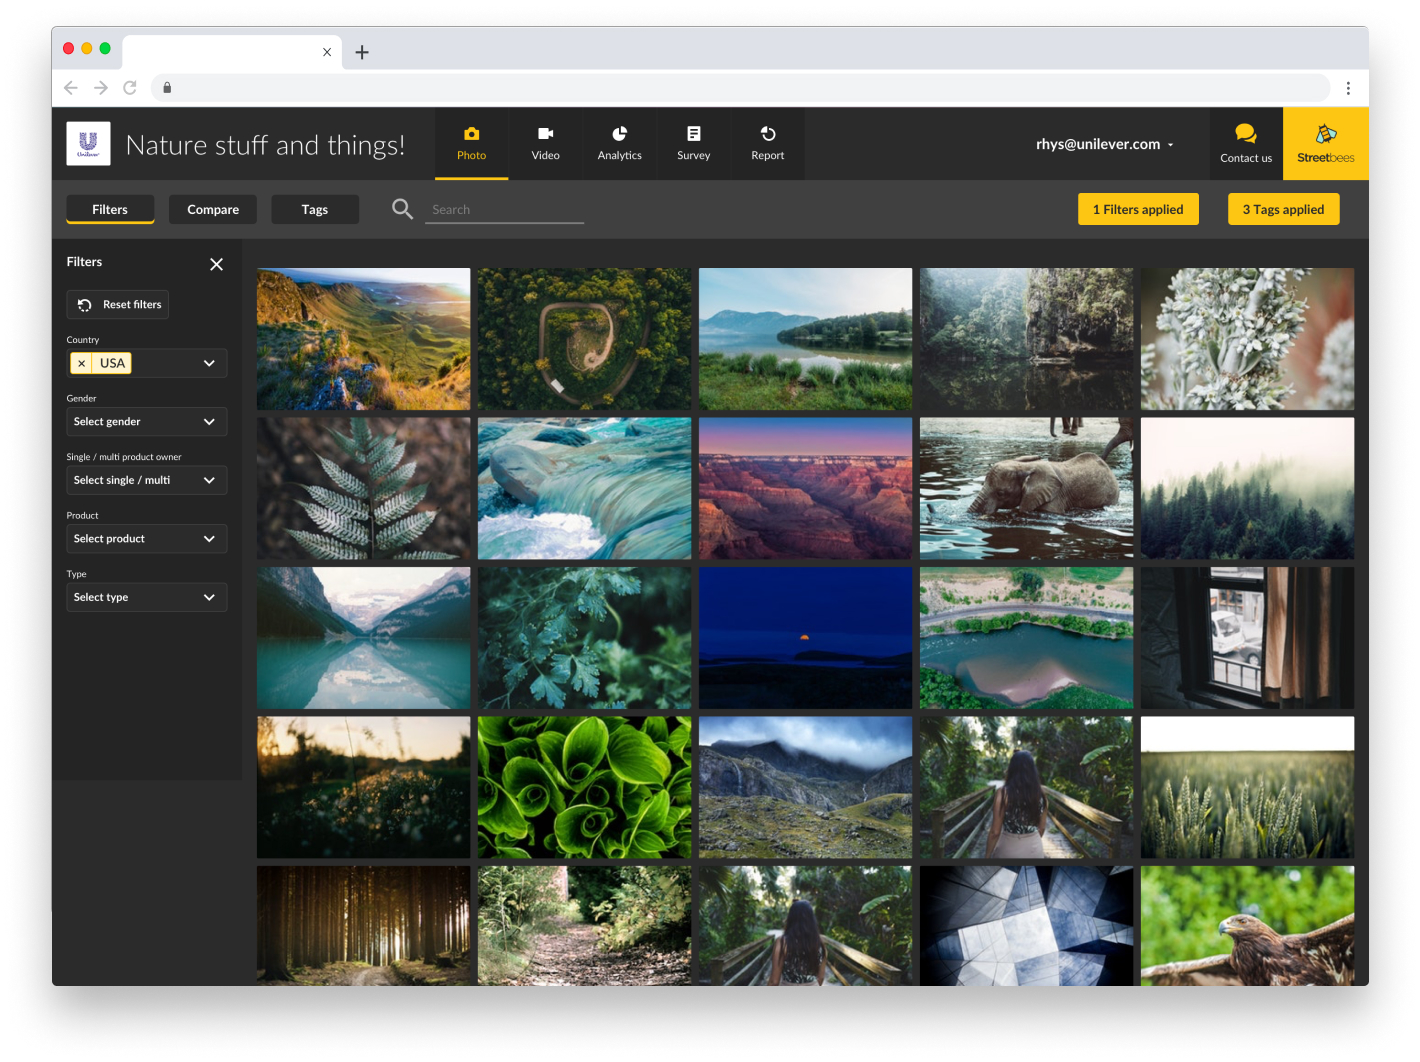 Unilever
Nature stuff and things!
Photo
Video
Analytics
Survey
Report
rhys@unilever.com
Contact us
Streetbees
Filters
Compare
Tags
Search
1 Filters applied
3 Tags applied
Filters
Reset filters
Country
USA
Gender
Select gender
Single / multi product owner
Select single / multi
Product
Select product
Type
Select type